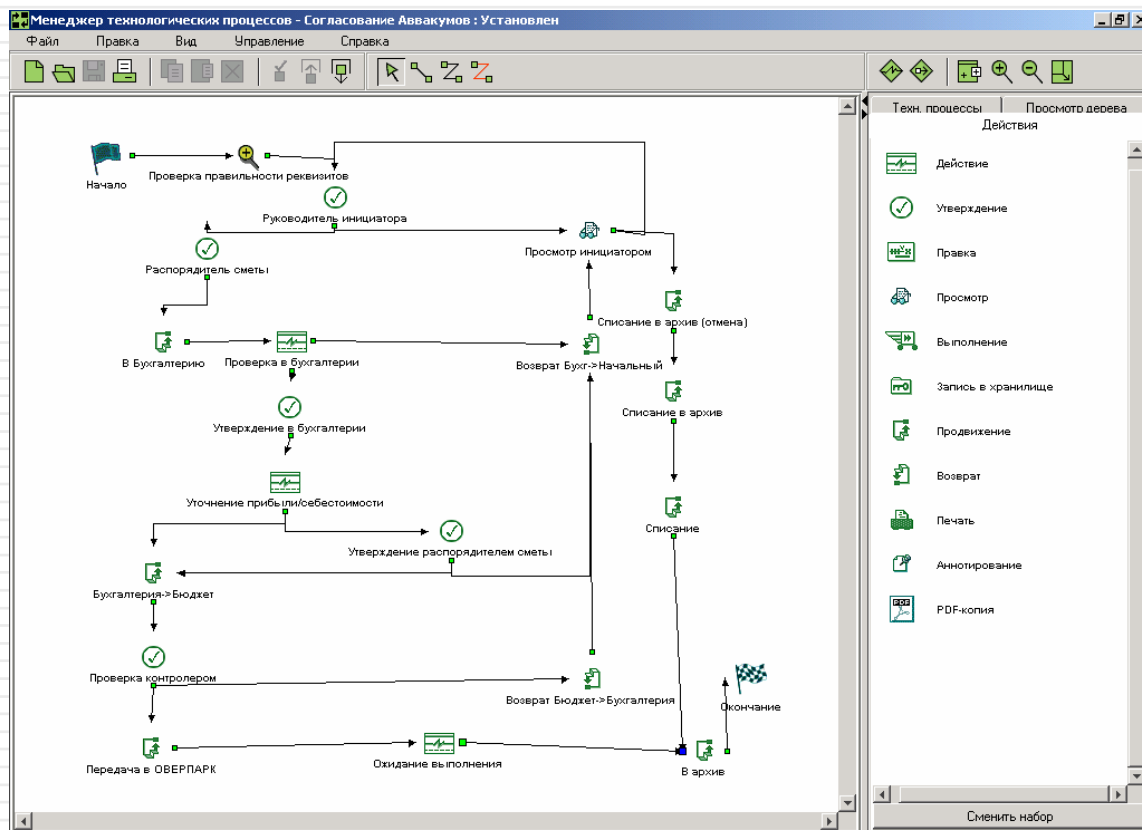 Менеджер технологических процессов - Согласование Аввакумов : Установлен
Файл Правка Вид Управление Справка
Техн. процессы Просмотр дерева
Действия
Начало
Проверка правильности реквизитов
Руководитель инициатора
Распорядитель сметы
Просмотр инициатором
Списание в архив (отмена)
В Бухгалтерию
Проверка в бухгалтерии
Возврат Бухг->Начальный
Списание в архив
Утверждение в бухгалтерии
Уточнение прибыли/себестоимости
Списание
Утверждение распорядителем сметы
Бухгалтерия->Бюджет
Проверка контролером
Возврат Бюджет->Бухгалтерия
Окончание
Передача в ОВЕРПАРК
Ожидание выполнения
В архив
Действие
Утверждение
Правка
Просмотр
Выполнение
Запись в хранилище
Продвижение
Возврат
Печать
Аннотирование
PDF
PDF-копия
Сменить набор